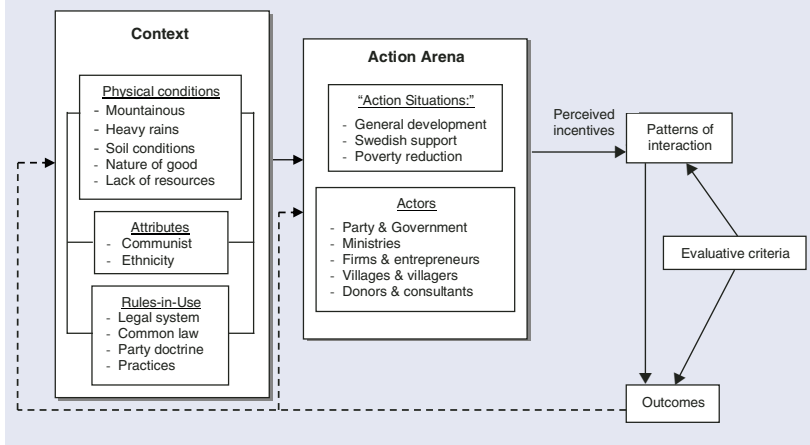 Context
Physical conditions
- Mountainous
- Heavy rains
- Soil conditions
- Nature of good
- Lack of resources
Attributes
- Communist
- Ethnicity
Rules-in-Use
- Legal system
- Common law
- Party doctrine
- Practices
Action Arena
“Action Situations:”
- General development
- Swedish support
- Poverty reduction
Actors
- Party & Government
- Ministries
- Firms & entrepreneurs
- Villages & villagers
- Donors & consultants
Perceived
incentives
Patterns of
interaction
Evaluative criteria
Outcomes